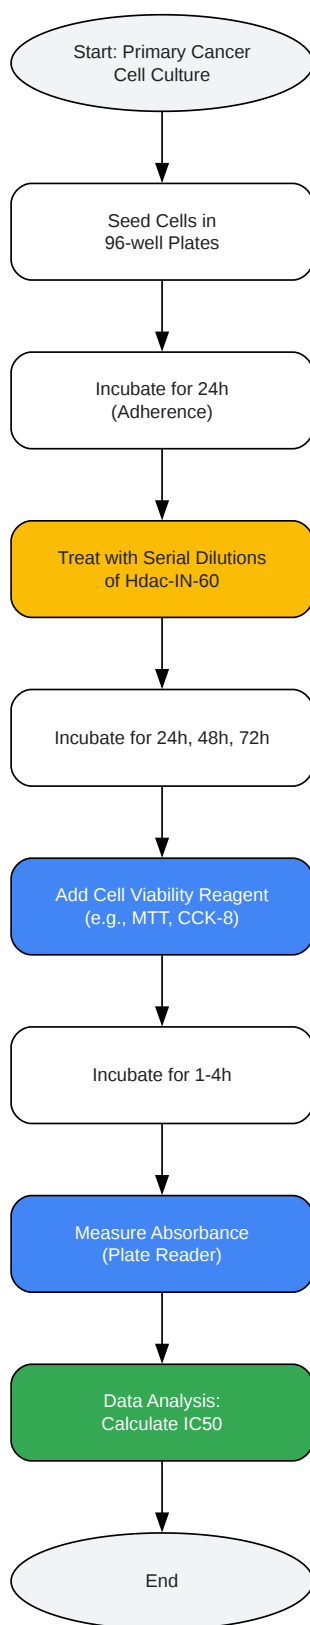 Start: Primary Cancer
Cell Culture
Seed Cells in
96-well Plates
Incubate for 24h
(Adherence)
Treat with Serial Dilutions
of Hdac-IN-60
Incubate for 24h, 48h, 72h
Add Cell Viability Reagent
(e.g., MTT, CCK-8)
Incubate for 1-4h
Measure Absorbance
(Plate Reader)
Data Analysis:
Calculate IC50
End